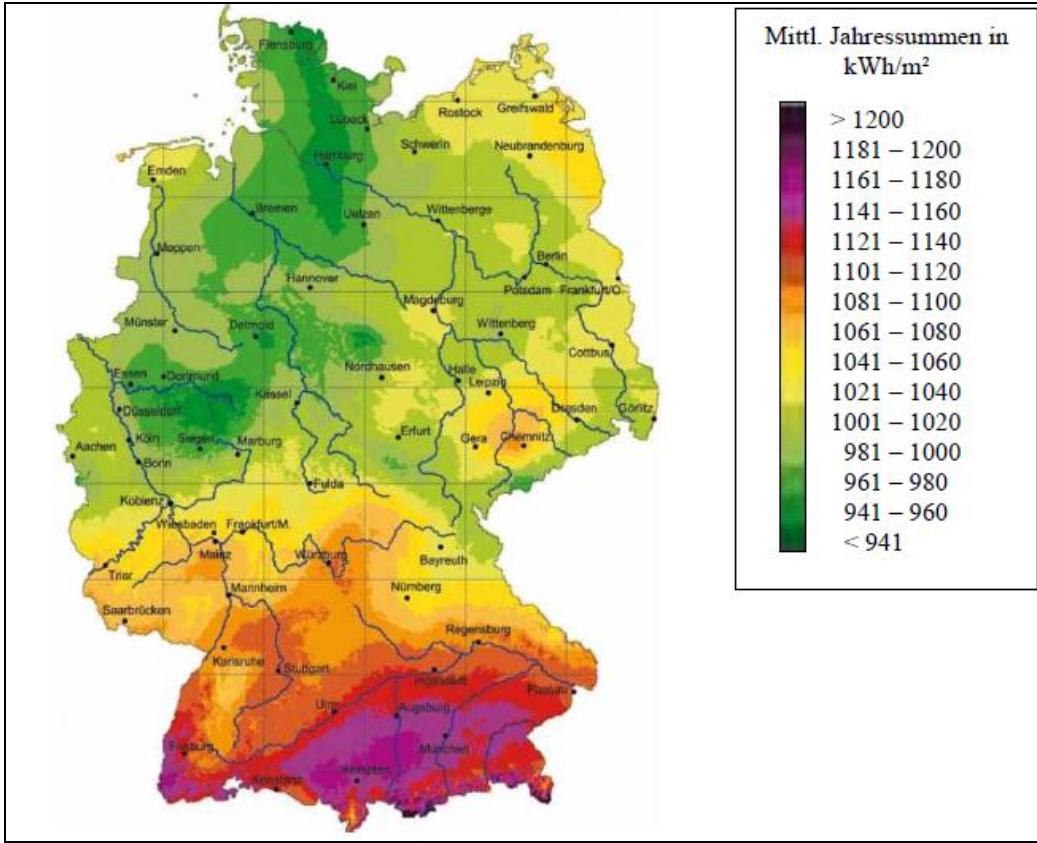 Mittl. Jahressummen in
kWh/m²
> 1200
1181 – 1200
1161 – 1180
1141 – 1160
1121 – 1140
1101 – 1120
1081 – 1100
1061 – 1080
1041 – 1060
1021 – 1040
1001 – 1020
981 – 1000
961 – 980
941 – 960
< 941
Flensburg
Kiel
Rostock
Greifswald
Lübeck
Schwerin
Neubrandenburg
Hamburg
Emden
Bremen
Uelzen
Wittenberge
Meppen
Berlin
Hannover
Potsdam
Frankfurt/O.
Magdeburg
Münster
Detmold
Wittenberg
Cottbus
Essen
Dortmund
Nordhausen
Halle
Leipzig
Kassel
Düsseldorf
Dresden
Görlitz
Köln
Siegen
Marburg
Erfurt
Gera
Chemnitz
Aachen
Bonn
Fulda
Koblenz
Wiesbaden
Frankfurt/M.
Mainz
Würzburg
Bayreuth
Trier
Mannheim
Nürnberg
Saarbrücken
Regensburg
Karlsruhe
Stuttgart
Ingolstadt
Passau
Ulm
Augsburg
München
Freiburg
Konstanz
Kempten